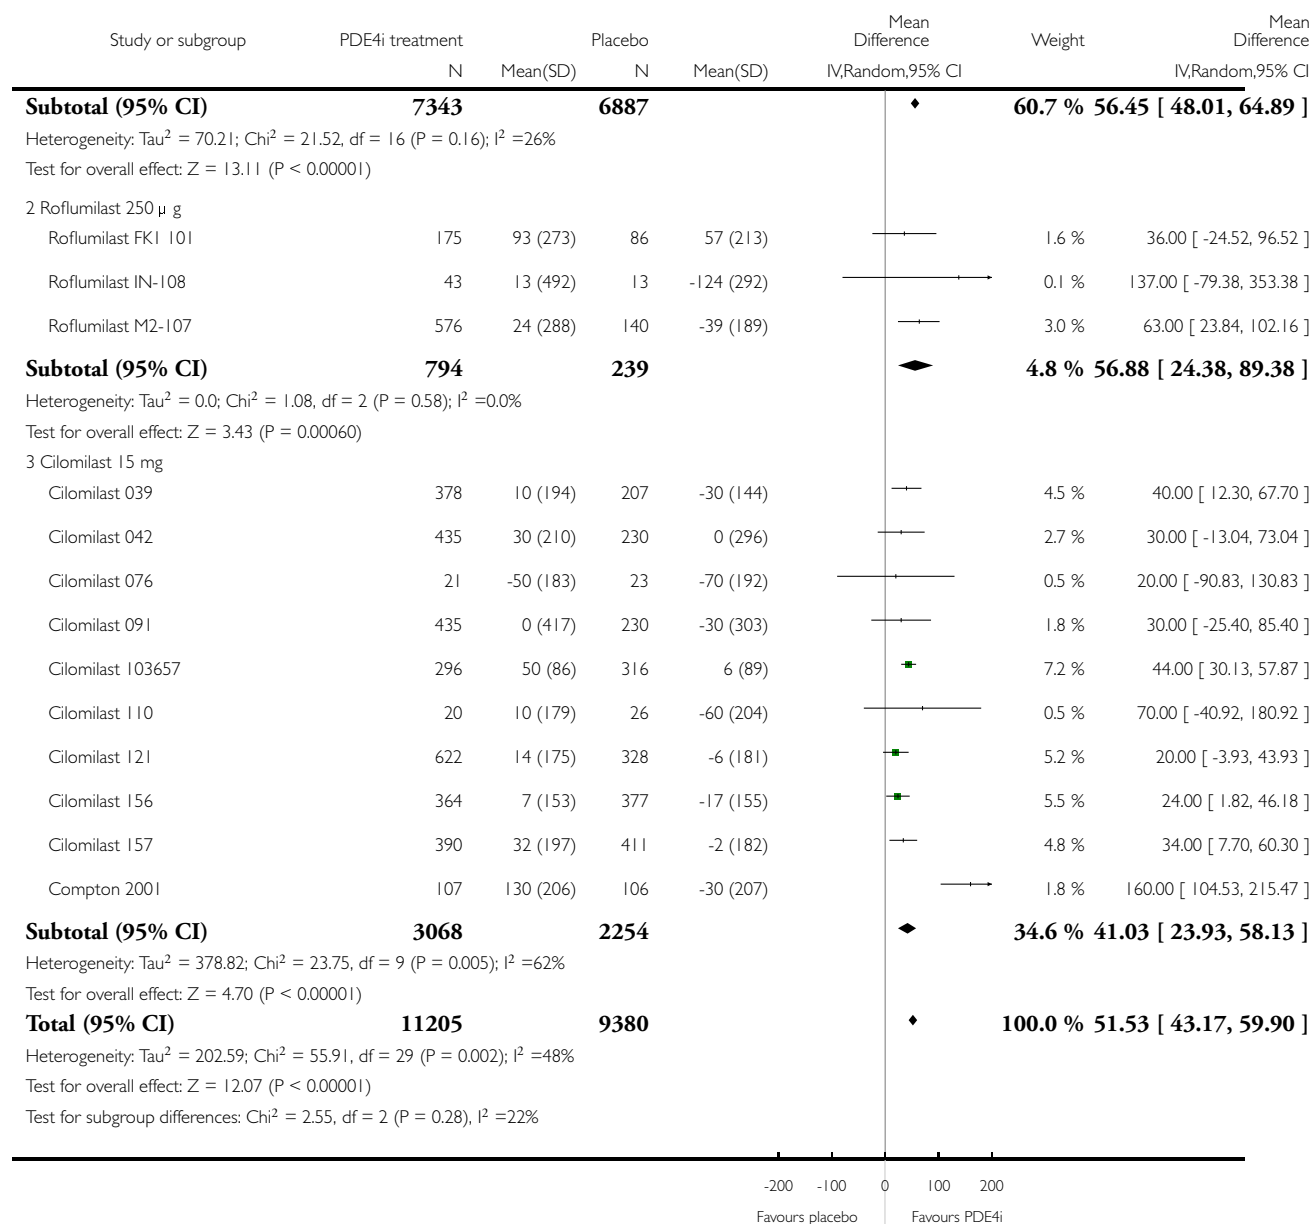 Study or subgroup PDE4i treatment Placebo Mean Difference Weight Mean Difference
N Mean(SD) N Mean(SD) IV,Random,95% CI IV,Random,95% CI
Subtotal (95% CI) 7343 6887 60.7 % 56.45 [ 48.01, 64.89 ]
Heterogeneity: Tau² = 70.21; Chi² = 21.52, df = 16 (P = 0.16); I² =26%
Test for overall effect: Z = 13.11 (P < 0.00001)
2 Roflumilast 250 μ g
Roflumilast FK1 101 175 93 (273) 86 57 (213) 1.6 % 36.00 [ -24.52, 96.52 ]
Roflumilast IN-108 43 13 (492) 13 -124 (292) 0.1 % 137.00 [ -79.38, 353.38 ]
Roflumilast M2-107 576 24 (288) 140 -39 (189) 3.0 % 63.00 [ 23.84, 102.16 ]
Subtotal (95% CI) 794 239 4.8 % 56.88 [ 24.38, 89.38 ]
Heterogeneity: Tau² = 0.0; Chi² = 1.08, df = 2 (P = 0.58); I² =0.0%
Test for overall effect: Z = 3.43 (P = 0.00060)
3 Cilomilast 15 mg
Cilomilast 039 378 10 (194) 207 -30 (144) 4.5 % 40.00 [ 12.30, 67.70 ]
Cilomilast 042 435 30 (210) 230 0 (296) 2.7 % 30.00 [ -13.04, 73.04 ]
Cilomilast 076 21 -50 (183) 23 -70 (192) 0.5 % 20.00 [ -90.83, 130.83 ]
Cilomilast 091 435 0 (417) 230 -30 (303) 1.8 % 30.00 [ -25.40, 85.40 ]
Cilomilast 103657 296 50 (86) 316 6 (89) 7.2 % 44.00 [ 30.13, 57.87 ]
Cilomilast 110 20 10 (179) 26 -60 (204) 0.5 % 70.00 [ -40.92, 180.92 ]
Cilomilast 121 622 14 (175) 328 -6 (181) 5.2 % 20.00 [ -3.93, 43.93 ]
Cilomilast 156 364 7 (153) 377 -17 (155) 5.5 % 24.00 [ 1.82, 46.18 ]
Cilomilast 157 390 32 (197) 411 -2 (182) 4.8 % 34.00 [ 7.70, 60.30 ]
Compton 2001 107 130 (206) 106 -30 (207) 1.8 % 160.00 [ 104.53, 215.47 ]
Subtotal (95% CI) 3068 2254 34.6 % 41.03 [ 23.93, 58.13 ]
Heterogeneity: Tau² = 378.82; Chi² = 23.75, df = 9 (P = 0.005); I² =62%
Test for overall effect: Z = 4.70 (P < 0.00001)
Total (95% CI) 11205 9380 100.0 % 51.53 [ 43.17, 59.90 ]
Heterogeneity: Tau² = 202.59; Chi² = 55.91, df = 29 (P = 0.002); I² =48%
Test for overall effect: Z = 12.07 (P < 0.00001)
Test for subgroup differences: Chi² = 2.55, df = 2 (P = 0.28), I² =22%
-200 -100 0 100 200
Favours placebo Favours PDE4i